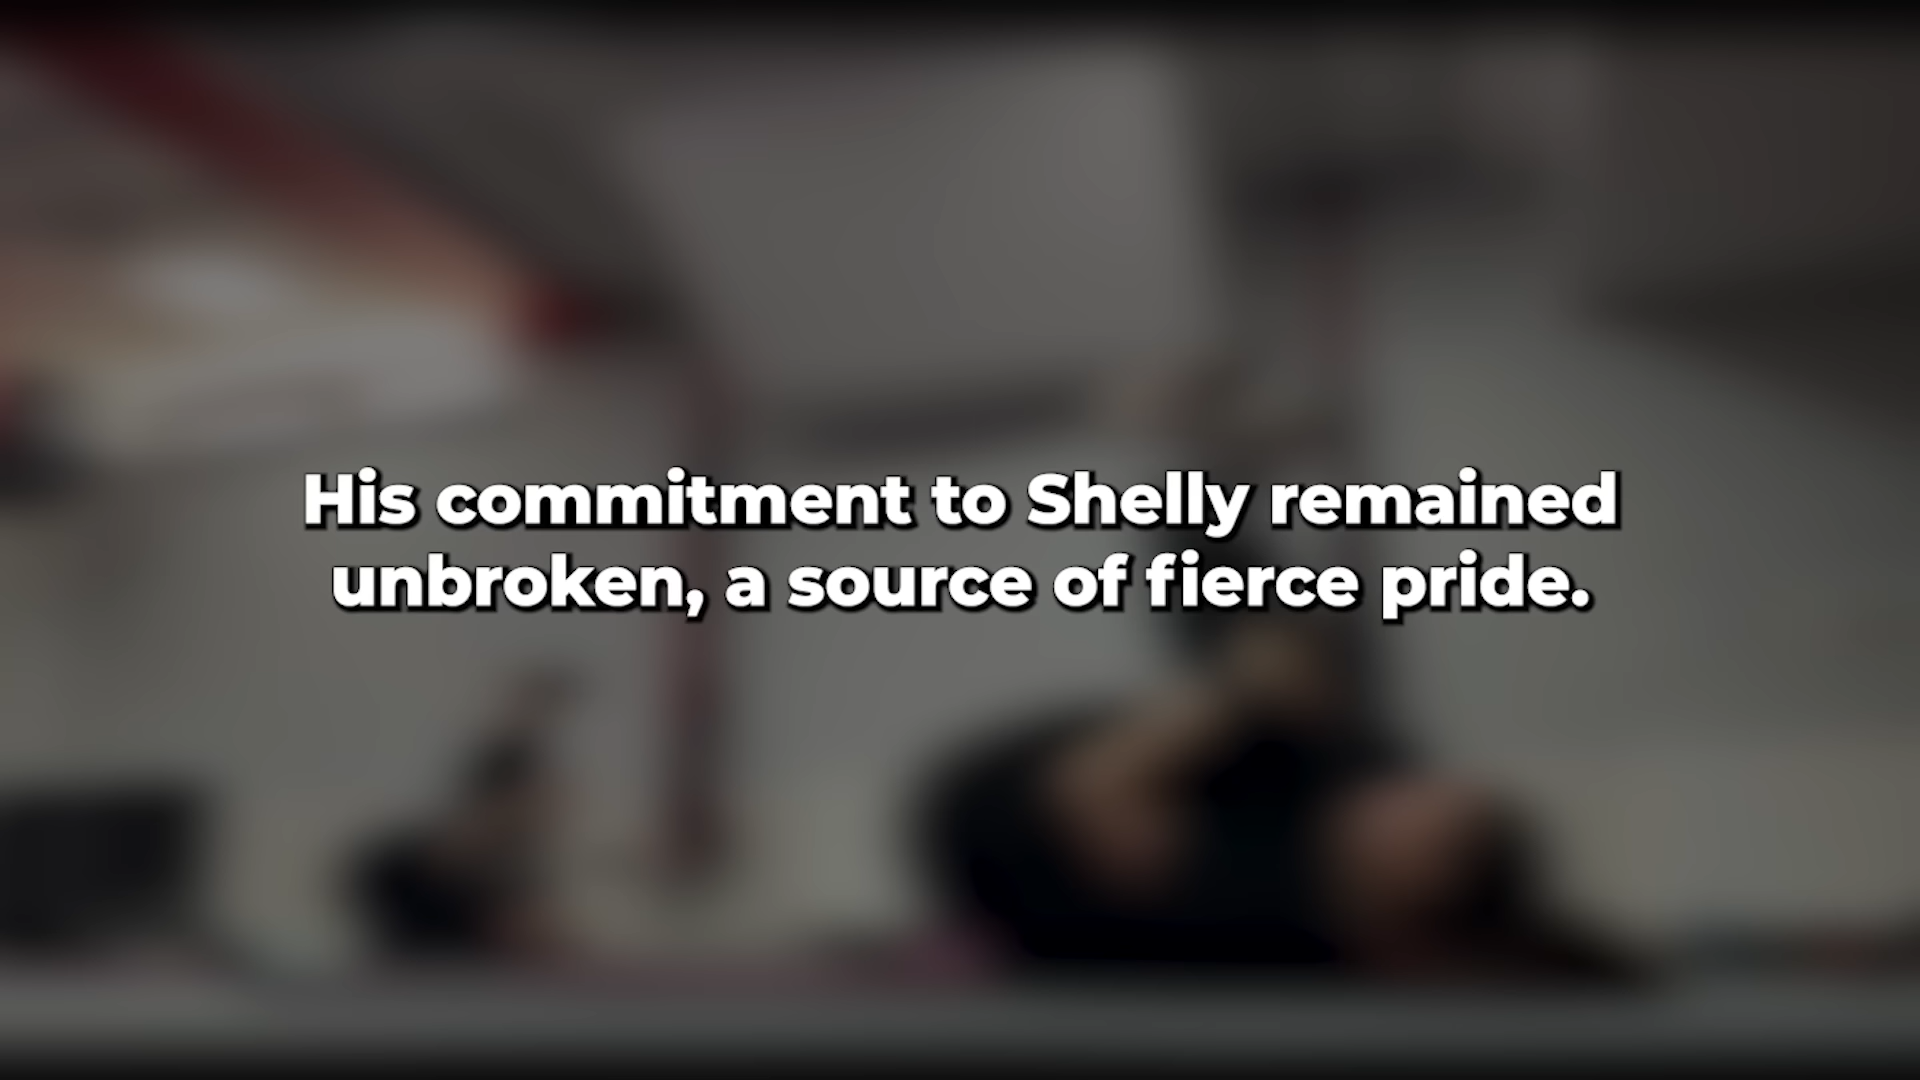 His commitment to Shelly remained
unbroken, a source of fierce pride.